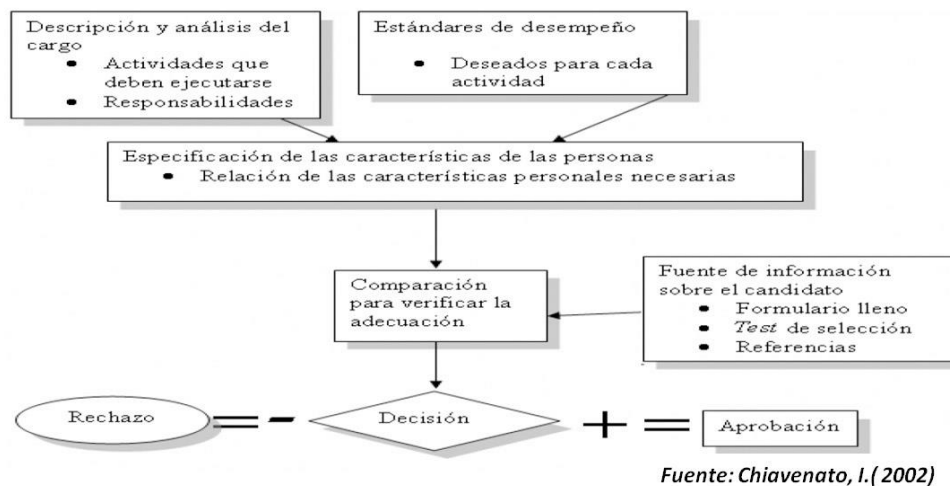 Descripción y análisis del
cargo
• Actividades que
deben ejecutarse
• Responsabilidades
Estándares de desempeño
• Deseados para cada
actividad
Especificación de las características de las personas
• Relación de las características personales necesarias
Comparación
para verificar la
adecuación
Fuente de información
sobre el candidato
• Formulario lleno
• Test de selección
• Referencias
Rechazo
= -
Decisión
+ =
Aprobación
Fuente: Chiavenato, I.( 2002)